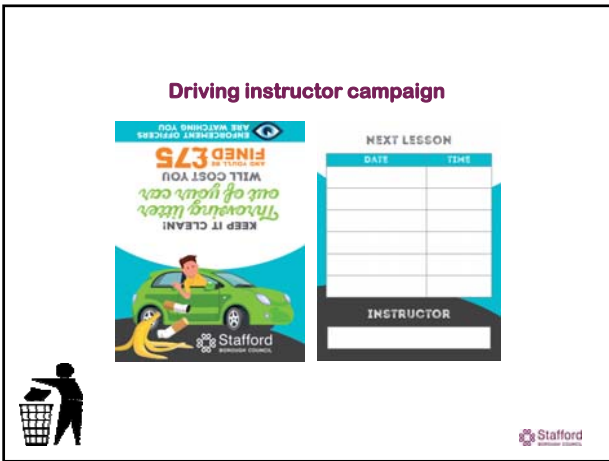 Driving instructor campaign
ENFORCEMENT OFFICERS
ARE WATCHING YOU
AND YOU'LL BE
FINED £75
WILL COST YOU
out of your car
Throwing litter
KEEP IT CLEAN!
Stafford
BOROUGH COUNCIL
NEXT LESSON
DATE TIME
INSTRUCTOR
Stafford
BOROUGH COUNCIL